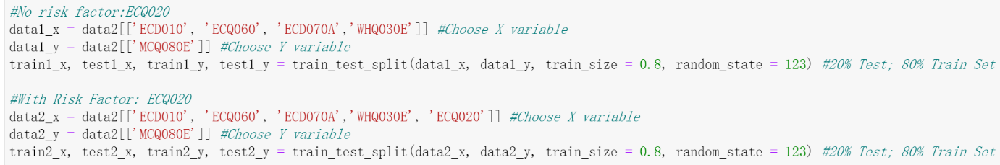 #No risk factor:ECQ020
data1_x = data2[['ECD010', 'ECQ060', 'ECD070A','WHQ030E']] #Choose X variable
data1_y = data2[['MCQ080E']] #Choose Y variable
train1_x, test1_x, train1_y, test1_y = train_test_split(data1_x, data1_y, train_size = 0.8, random_state = 123) #20% Test; 80% Train Set
#With Risk Factor: ECQ020
data2_x = data2[['ECD010', 'ECQ060', 'ECD070A','WHQ030E', 'ECQ020']] #Choose X variable
data2_y = data2[['MCQ080E']] #Choose Y variable
train2_x, test2_x, train2_y, test2_y = train_test_split(data2_x, data2_y, train_size = 0.8, random_state = 123) #20% Test; 80% Train Set